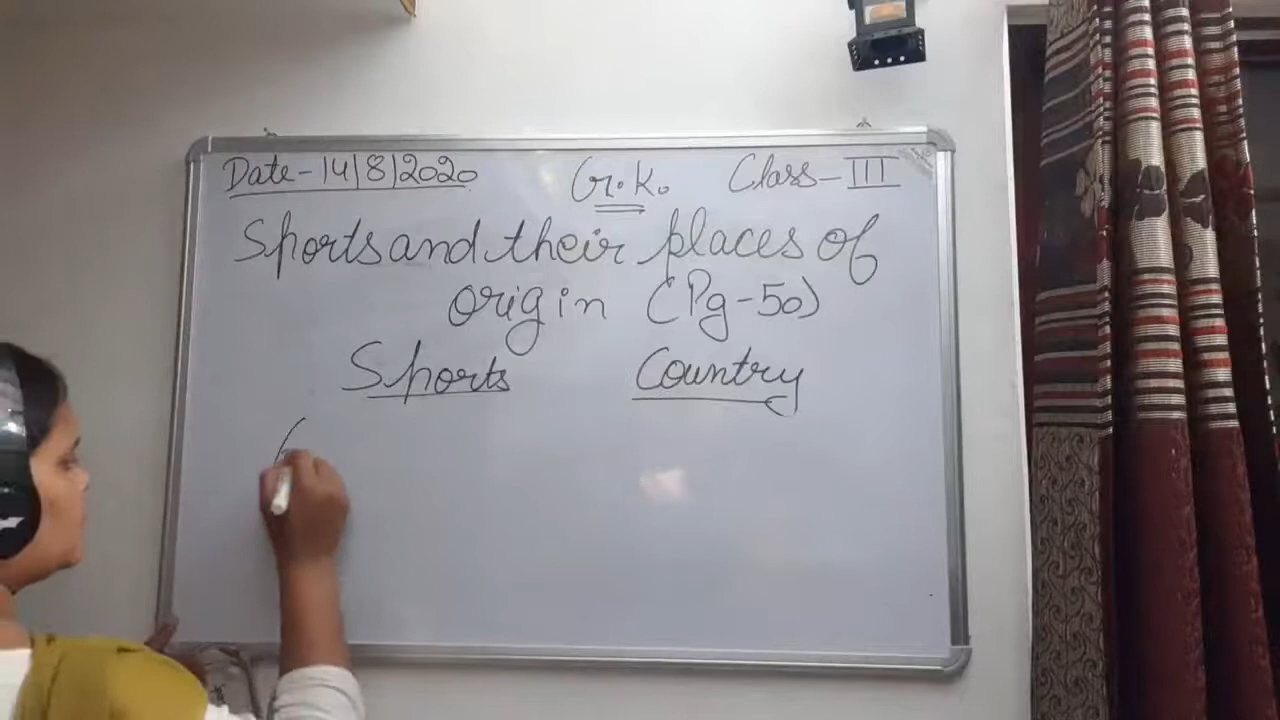 Date-14/8/2020 G.K. Class-III
Sports and their places of
origin (Pg-50)
Sports Country